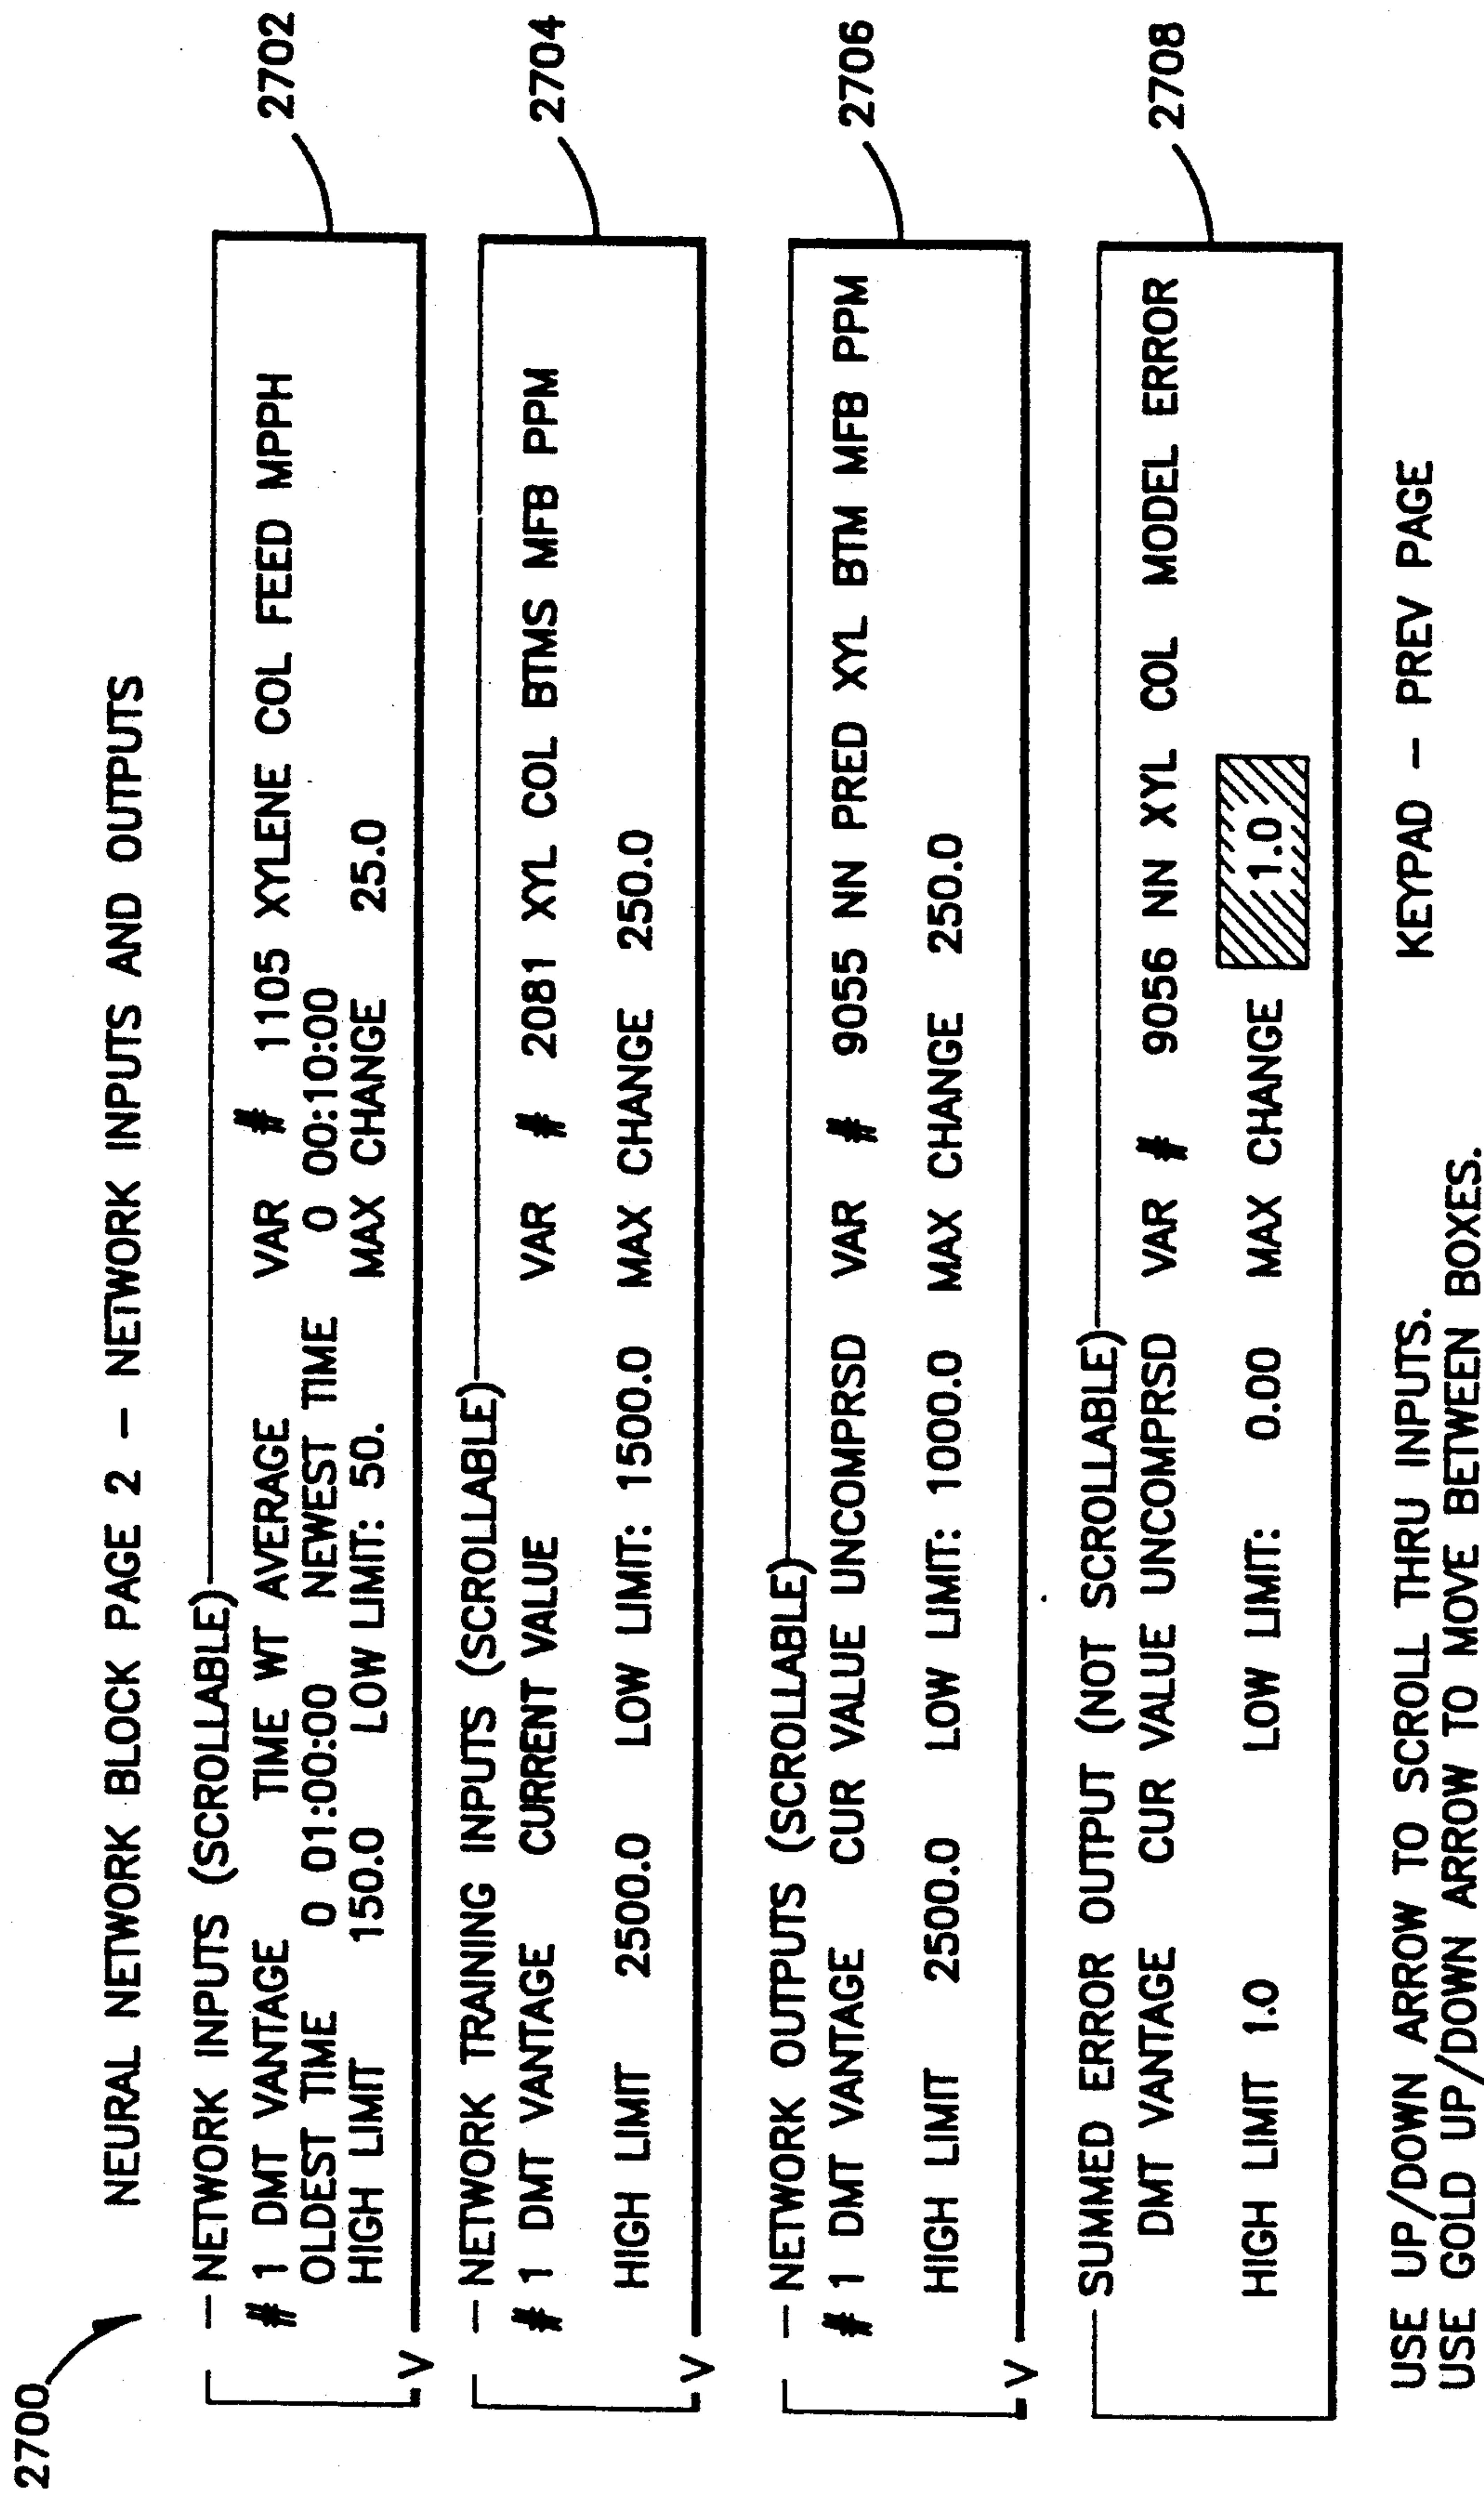 2700
NEURAL NETWORK BLOCK PAGE 2 – NETWORK INPUTS AND OUTPUTS
NETWORK INPUTS (SCROLLABLE)
2702
# 1 DMT VANTAGE TIME WT AVERAGE VAR # 1105 XYLENE COL FEED MPPH
OLDEST TIME 0 01:00:00 NEWEST TIME 0 00:10:00
HIGH LIMIT 150.0 LOW LIMIT: 50. MAX CHANGE 25.0
V
NETWORK TRAINING INPUTS (SCROLLABLE)
2704
# 1 DMT VANTAGE CURRENT VALUE VAR # 2081 XYL COL BTMS MFB PPM
HIGH LIMIT 2500.0 LOW LIMIT: 1500.0 MAX CHANGE 250.0
V
NETWORK OUTPUTS (SCROLLABLE)
2706
# 1 DMT VANTAGE CUR VALUE UNCOMPRSD VAR # 9055 NN PRED XYL BTM MFB PPM
HIGH LIMIT 2500.0 LOW LIMIT: 1000.0 MAX CHANGE 250.0
V
SUMMED ERROR OUTPUT (NOT SCROLLABLE)
2708
DMT VANTAGE CUR VALUE UNCOMPRSD VAR # 9056 NN XYL COL MODEL ERROR
HIGH LIMIT 1.0 LOW LIMIT: 0.00 MAX CHANGE 1.0
USE UP/DOWN ARROW TO SCROLL THRU INPUTS. KEYPAD – PREV PAGE
USE GOLD UP/DOWN ARROW TO MOVE BETWEEN BOXES.